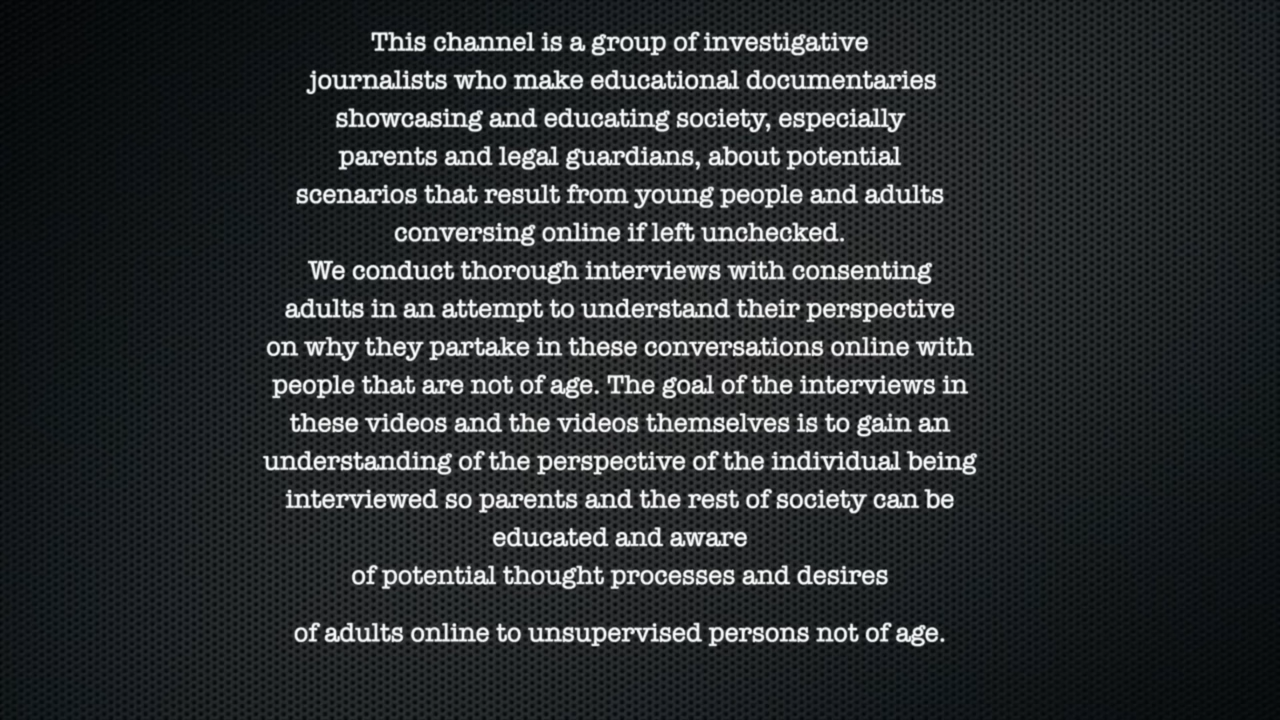 This channel is a group of investigative
journalists who make educational documentaries
showcasing and educating society, especially
parents and legal guardians, about potential
scenarios that result from young people and adults
conversing online if left unchecked.
We conduct thorough interviews with consenting
adults in an attempt to understand their perspective
on why they partake in these conversations online with
people that are not of age. The goal of the interviews in
these videos and the videos themselves is to gain an
understanding of the perspective of the individual being
interviewed so parents and the rest of society can be
educated and aware
of potential thought processes and desires
of adults online to unsupervised persons not of age.